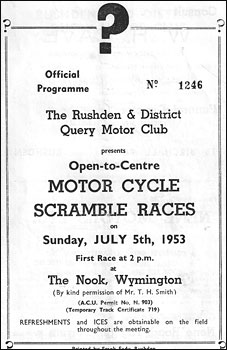 ?
Official
Programme
Nº 1246
The Rushden & District
Query Motor Club
presents
Open-to-Centre
MOTOR CYCLE
SCRAMBLE RACES
on
Sunday, JULY 5th, 1953
First Race at 2 p.m.
at
The Nook, Wymington
(By kind permission of Mr. T. H. Smith)
(A.C.U. Permit No. N. 903)
(Temporary Track Certificate 719)
REFRESHMENTS and ICES are obtainable on the field
throughout the meeting.
Printed by